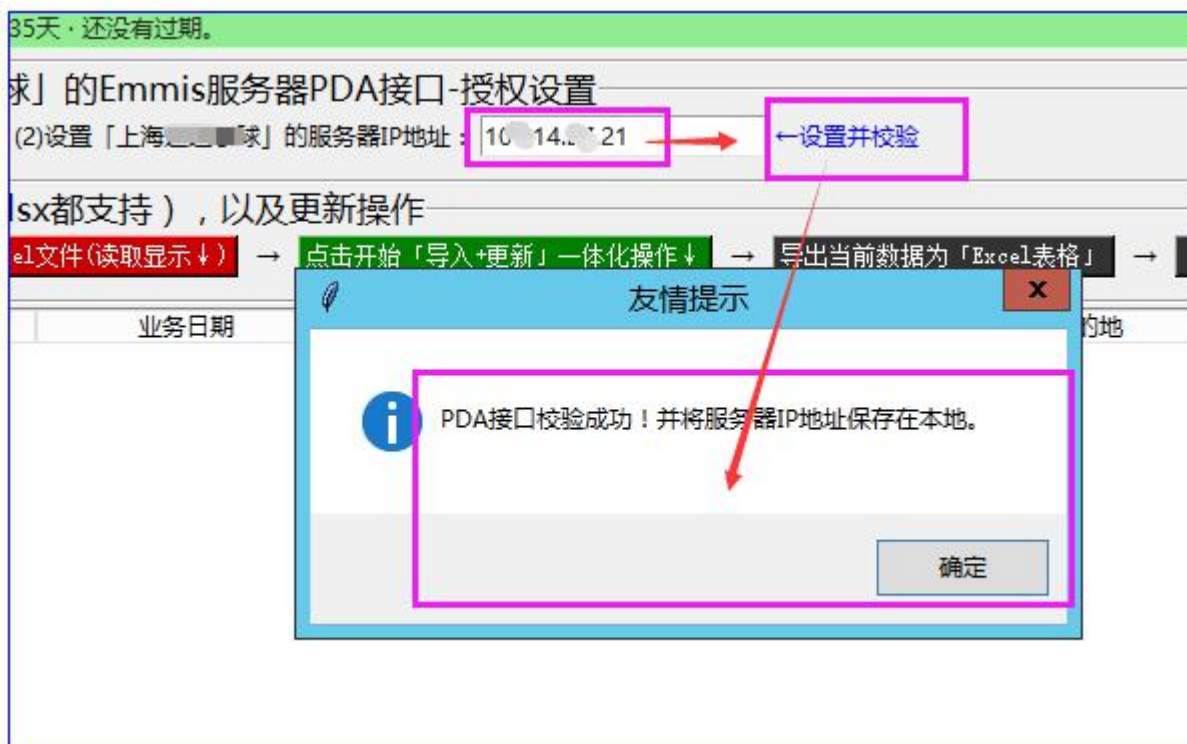 35天·还没有过期。
球」的Emmis服务器PDA接口-授权设置
(2)设置「上海 球」的服务器IP地址： 10 14. .21 ←设置并校验
lsx都支持），以及更新操作
el文件(读取显示↓) → 点击开始「导入+更新」一体化操作↓ → 导出当前数据为「Excel表格」 →
友情提示 x
业务日期 的地
PDA接口校验成功！并将服务器IP地址保存在本地。
确定